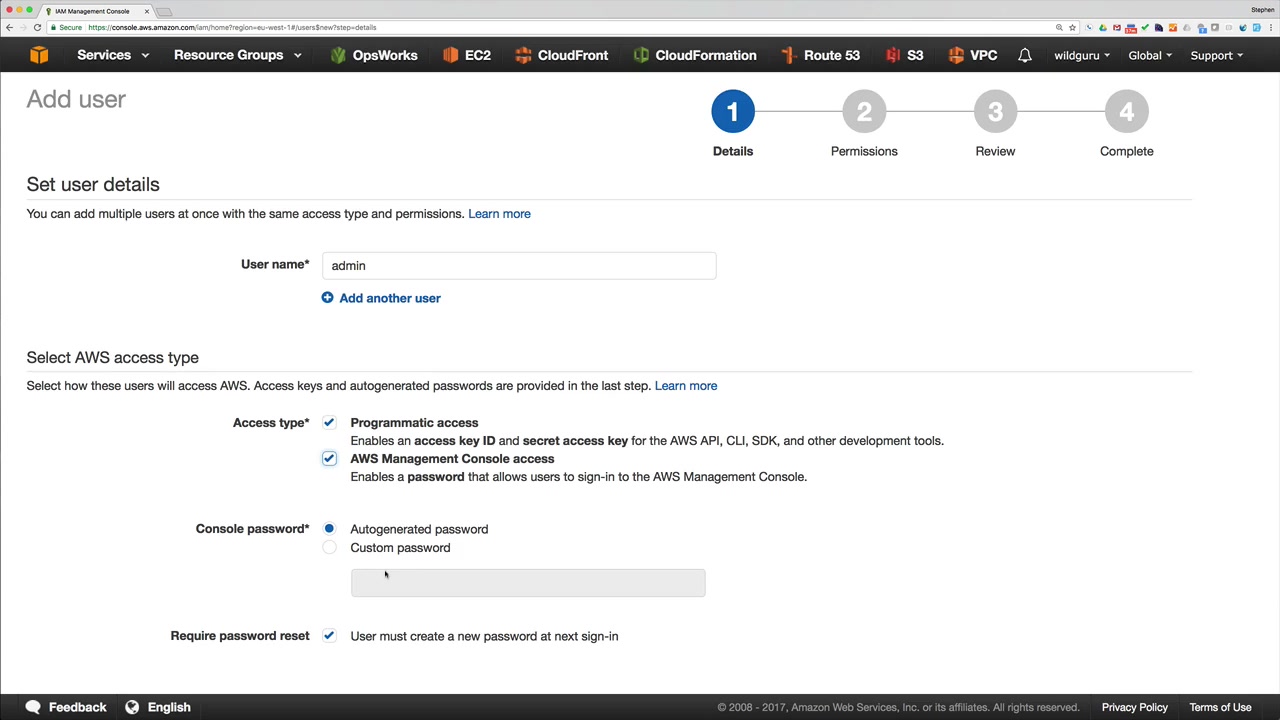 IAM Management Console
Stephen
Secure
https://console.aws.amazon.com/iam/home?region=eu-west-1#/users$new?step=details
Services
Resource Groups
OpsWorks
EC2
CloudFront
CloudFormation
Route 53
S3
VPC
wildguru
Global
Support
Add user
1
2
3
4
Details
Permissions
Review
Complete
Set user details
You can add multiple users at once with the same access type and permissions. Learn more
User name*
admin
Add another user
Select AWS access type
Select how these users will access AWS. Access keys and autogenerated passwords are provided in the last step. Learn more
Access type*
Programmatic access
Enables an access key ID and secret access key for the AWS API, CLI, SDK, and other development tools.
AWS Management Console access
Enables a password that allows users to sign-in to the AWS Management Console.
Console password*
Autogenerated password
Custom password
Require password reset
User must create a new password at next sign-in
Feedback
English
© 2008 - 2017, Amazon Web Services, Inc. or its affiliates. All rights reserved.
Privacy Policy
Terms of Use